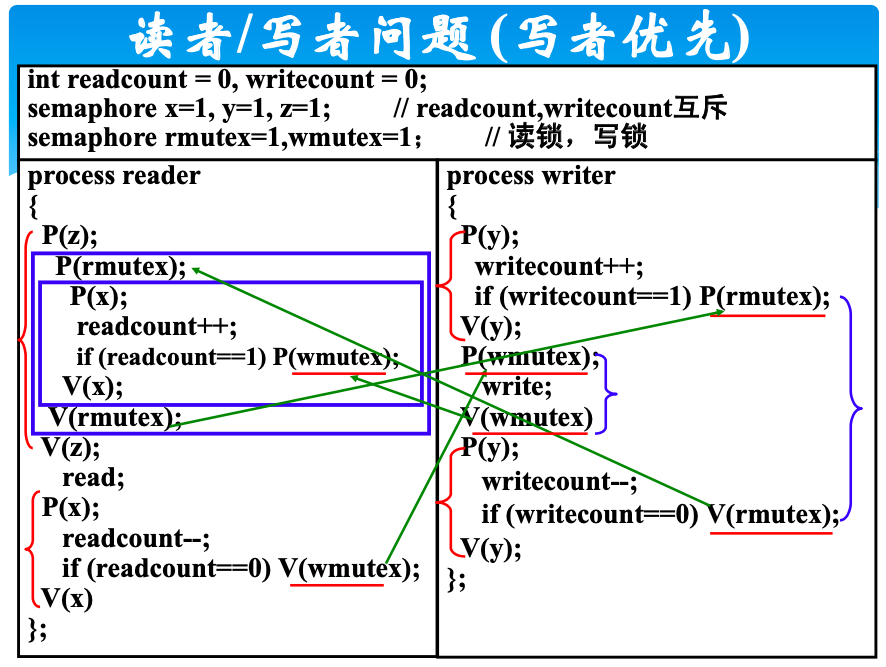 读者/写者问题(写者优先)
int readcount = 0, writecount = 0;
semaphore x=1, y=1, z=1; // readcount,writecount互斥
semaphore rmutex=1,wmutex=1； // 读锁，写锁
process reader
{
P(z);
P(rmutex);
P(x);
readcount++;
if (readcount==1) P(wmutex);
V(x);
V(rmutex);
V(z);
read;
P(x);
readcount--;
if (readcount==0) V(wmutex);
V(x)
};
process writer
{
P(y);
writecount++;
if (writecount==1) P(rmutex);
V(y);
P(wmutex);
write;
V(wmutex)
P(y);
writecount--;
if (writecount==0) V(rmutex);
V(y);
};